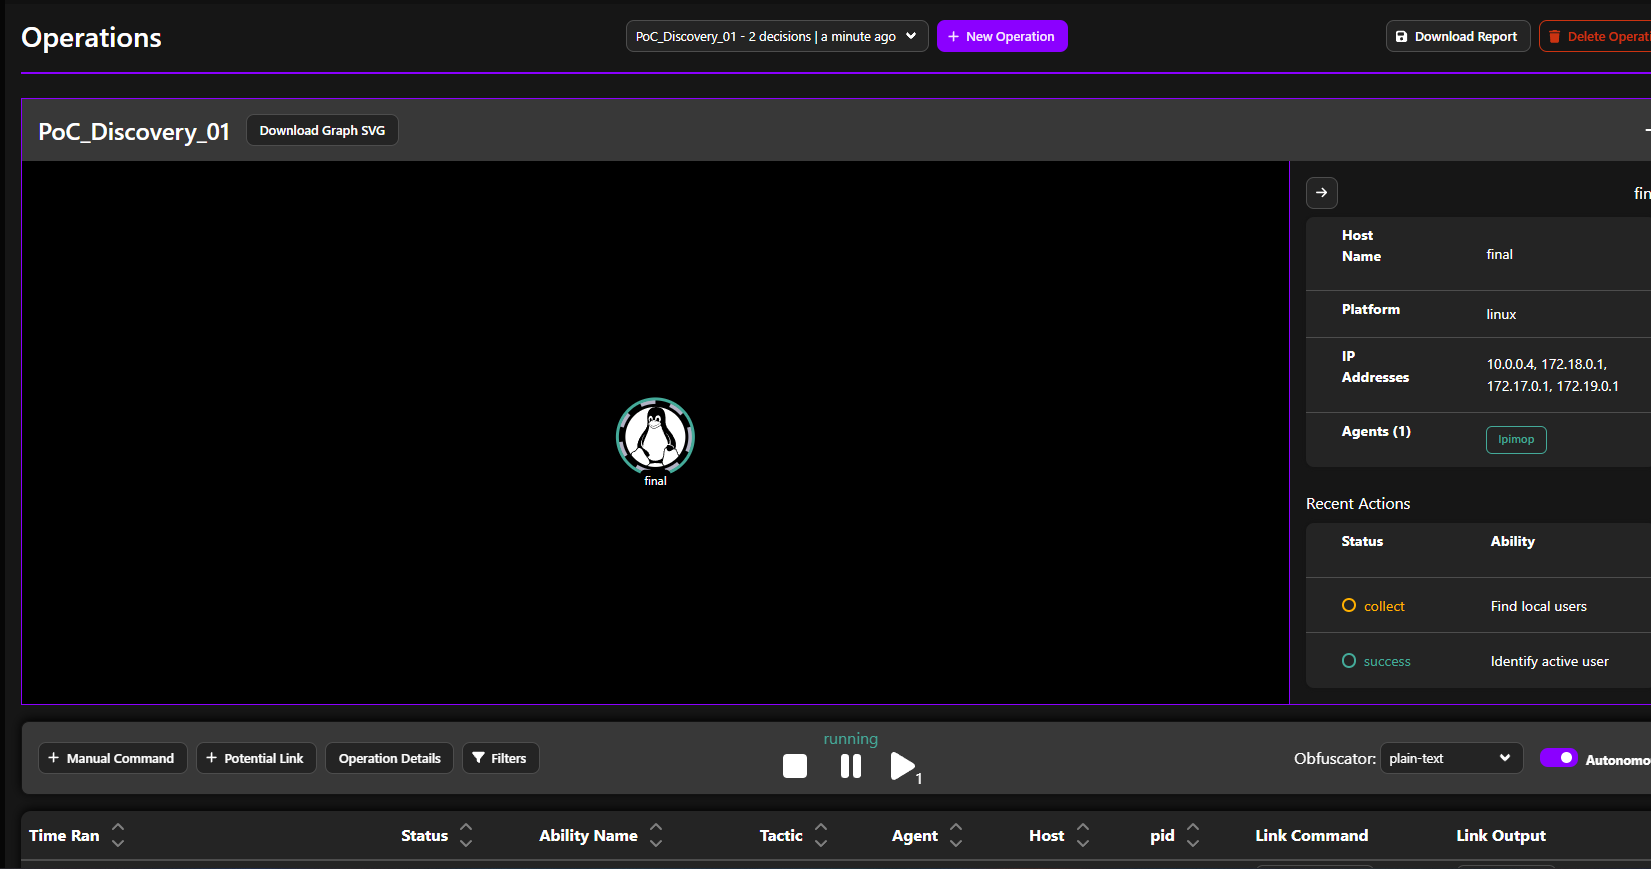 Operations
PoC_Discovery_01 - 2 decisions | a minute ago
+ New Operation
Download Report
Delete Operati
PoC_Discovery_01
Download Graph SVG
final
fin
Host Name
final
Platform
linux
IP Addresses
10.0.0.4, 172.18.0.1,
172.17.0.1, 172.19.0.1
Agents (1)
Recent Actions
Status
Ability
collect
Find local users
success
Identify active user
+ Manual Command
+ Potential Link
Operation Details
Filters
running
1
Obfuscator:
plain-text
Autonomo
Time Ran
Status
Ability Name
Tactic
Agent
Host
pid
Link Command
Link Output